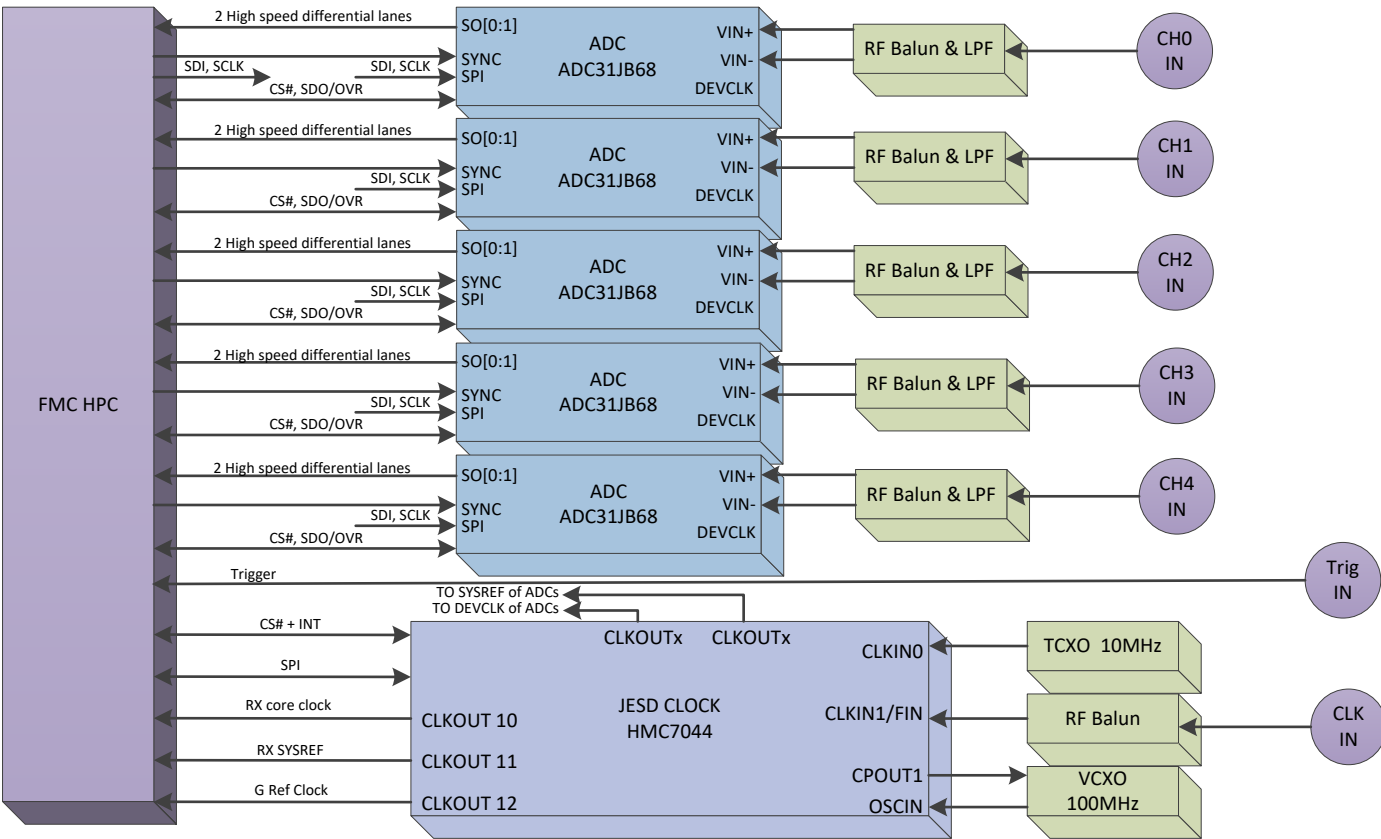 FMC HPC
2 High speed differential lanes
SDI, SCLK
SDI, SCLK
CS#, SDO/OVR
SO[0:1]
SYNC
SPI
ADC
ADC31JB68
VIN+
VIN-
DEVCLK
RF Balun & LPF
CH0
IN
2 High speed differential lanes
SDI, SCLK
CS#, SDO/OVR
SO[0:1]
SYNC
SPI
ADC
ADC31JB68
VIN+
VIN-
DEVCLK
RF Balun & LPF
CH1
IN
2 High speed differential lanes
SDI, SCLK
CS#, SDO/OVR
SO[0:1]
SYNC
SPI
ADC
ADC31JB68
VIN+
VIN-
DEVCLK
RF Balun & LPF
CH2
IN
2 High speed differential lanes
SDI, SCLK
CS#, SDO/OVR
SO[0:1]
SYNC
SPI
ADC
ADC31JB68
VIN+
VIN-
DEVCLK
RF Balun & LPF
CH3
IN
2 High speed differential lanes
SDI, SCLK
CS#, SDO/OVR
SO[0:1]
SYNC
SPI
ADC
ADC31JB68
VIN+
VIN-
DEVCLK
RF Balun & LPF
CH4
IN
Trigger
Trig
IN
TO SYSREF of ADCs
TO DEVCLK of ADCs
CS# + INT
SPI
RX core clock
RX SYSREF
G Ref Clock
CLKOUTx
CLKOUTx
CLKOUT 10
CLKOUT 11
CLKOUT 12
JESD CLOCK
HMC7044
CLKIN0
CLKIN1/FIN
CPOUT1
OSCIN
TCXO 10MHz
RF Balun
VCXO
100MHz
CLK
IN